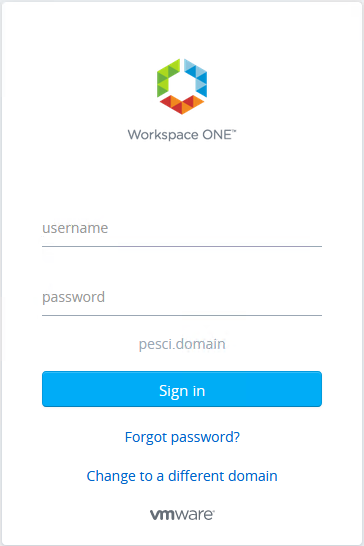 Workspace ONE™
username
password
pesci.domain
Sign in
Forgot password?
Change to a different domain
vmware®